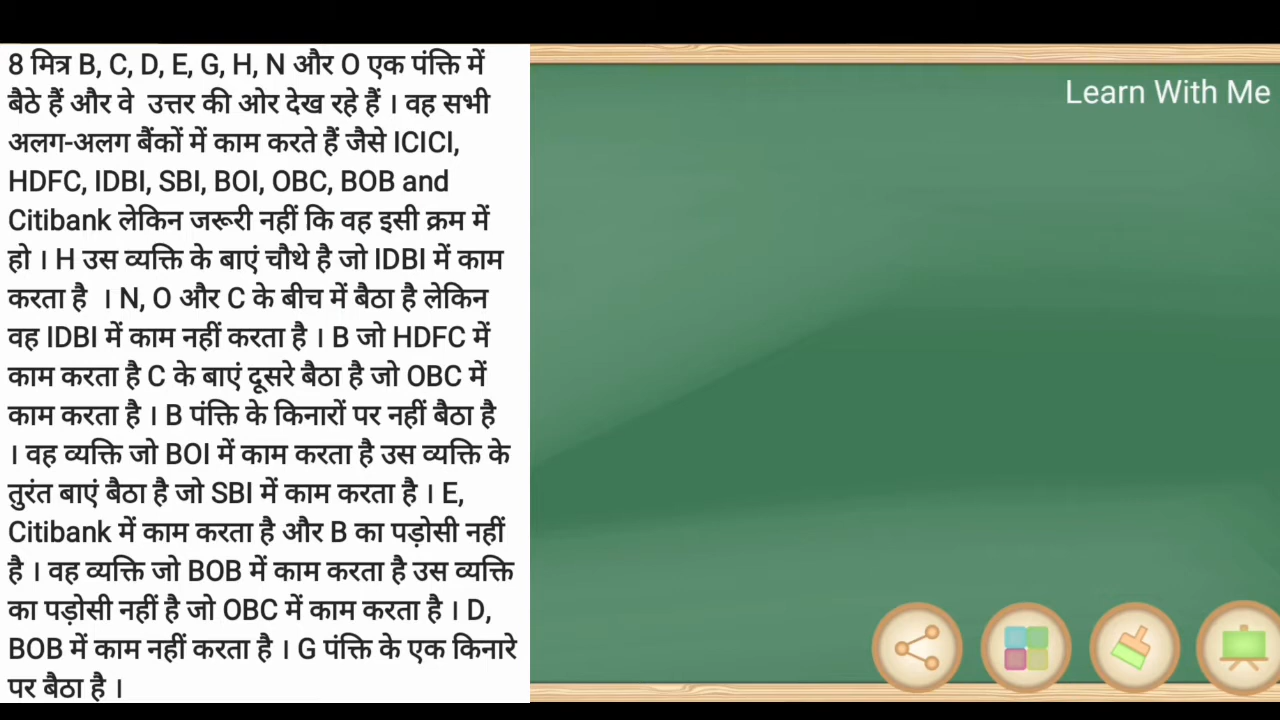 8 मित्र B, C, D, E, G, H, N और O एक पंक्ति में
बैठे हैं और वे उत्तर की ओर देख रहे हैं । वह सभी
अलग-अलग बैंकों में काम करते हैं जैसे ICICI,
HDFC, IDBI, SBI, BOI, OBC, BOB and
Citibank लेकिन जरूरी नहीं कि वह इसी क्रम में
हो । H उस व्यक्ति के बाएं चौथे है जो IDBI में काम
करता है । N, O और C के बीच में बैठा है लेकिन
वह IDBI में काम नहीं करता है । B जो HDFC में
काम करता है C के बाएं दूसरे बैठा है जो OBC में
काम करता है । B पंक्ति के किनारों पर नहीं बैठा है
। वह व्यक्ति जो BOI में काम करता है उस व्यक्ति के
तुरंत बाएं बैठा है जो SBI में काम करता है । E,
Citibank में काम करता है और B का पड़ोसी नहीं
है । वह व्यक्ति जो BOB में काम करता है उस व्यक्ति
का पड़ोसी नहीं है जो OBC में काम करता है । D,
BOB में काम नहीं करता है । G पंक्ति के एक किनारे
पर बैठा है ।
Learn With Me